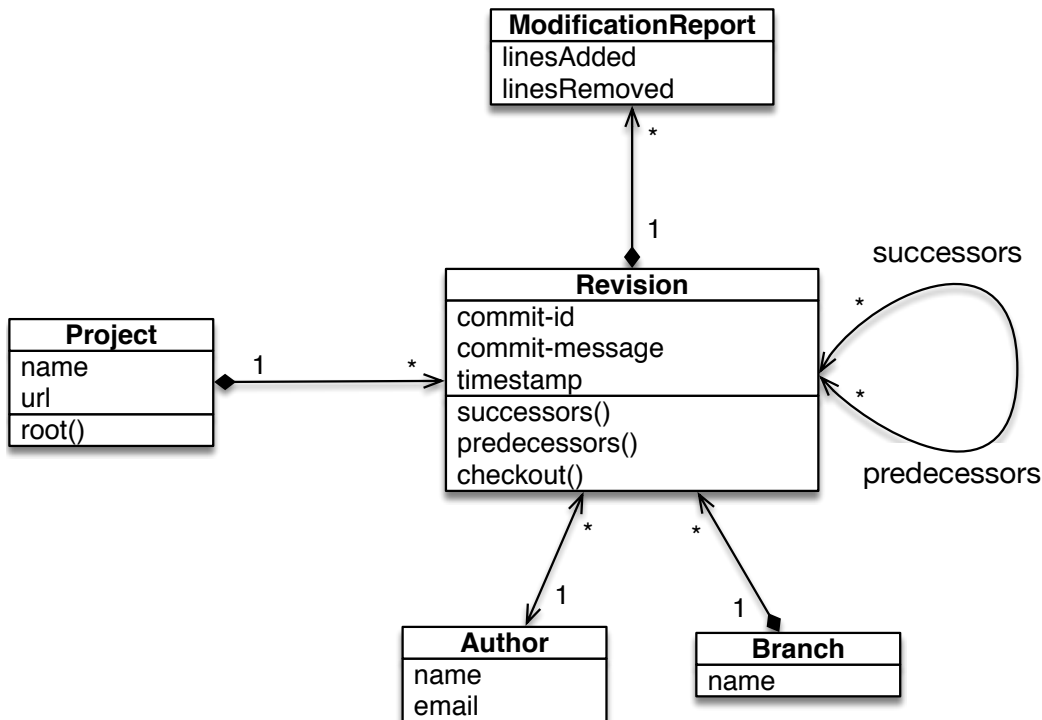 ModificationReport
linesAdded
linesRemoved
*
1
successors
Revision
commit-id
commit-message
timestamp
successors()
predecessors()
checkout()
*
*
predecessors
Project
name
url
root()
1
*
*
1
*
1
Author
name
email
Branch
name